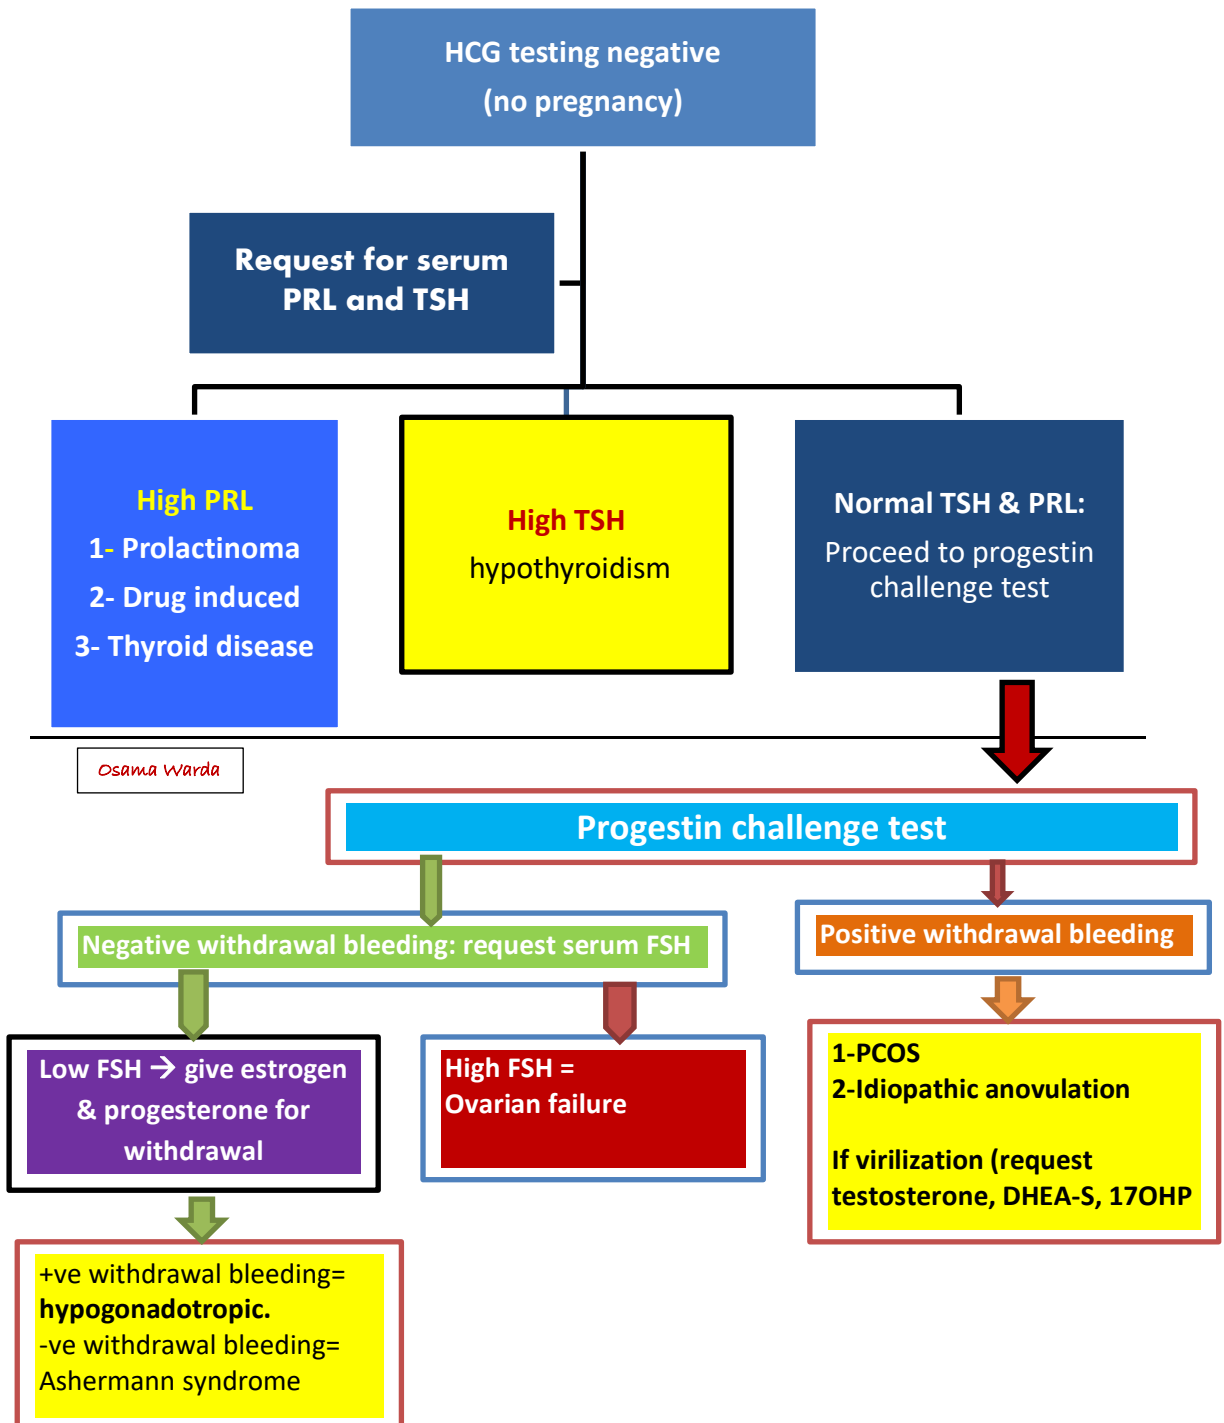 HCG testing negative
(no pregnancy)
Request for serum
PRL and TSH
High PRL
1- Prolactinoma
2- Drug induced
3- Thyroid disease
High TSH
hypothyroidism
Normal TSH & PRL:
Proceed to progestin
challenge test
Osama Warda
Progestin challenge test
Negative withdrawal bleeding: request serum FSH
Positive withdrawal bleeding
Low FSH → give estrogen
& progesterone for
withdrawal
High FSH =
Ovarian failure
1-PCOS
2-Idiopathic anovulation
If virilization (request
testosterone, DHEA-S, 17OHP
+ve withdrawal bleeding=
hypogonadotropic.
-ve withdrawal bleeding=
Ashermann syndrome